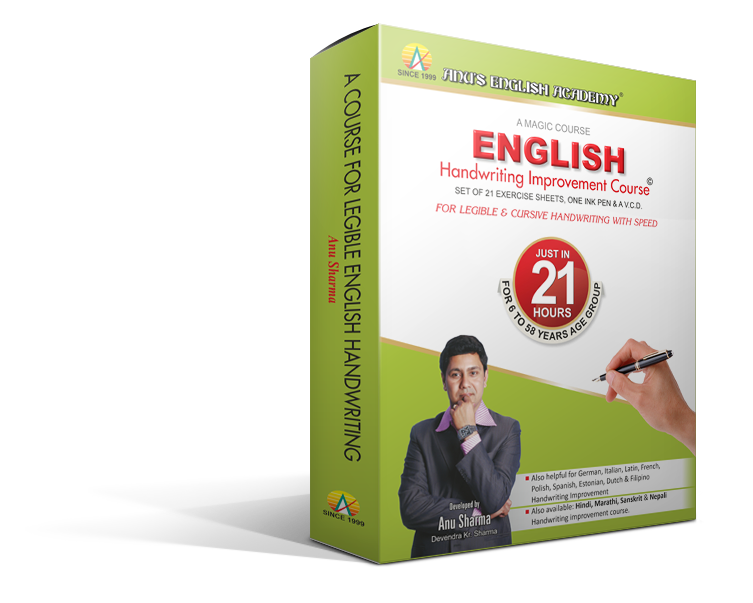 A COURSE FOR LEGIBLE ENGLISH HANDWRITING
Anu Sharma
SINCE 1999
SINCE 1999
ANU'S ENGLISH ACADEMY®
A MAGIC COURSE
ENGLISH
Handwriting Improvement Course©
SET OF 21 EXERCISE SHEETS, ONE INK PEN & A V.C.D.
FOR LEGIBLE & CURSIVE HANDWRITING WITH SPEED
JUST IN
21
HOURS
FOR 6 TO 58 YEARS AGE GROUP
Developed by
Anu Sharma
Devendra Kr. Sharma
Also helpful for German, Italian, Latin, French,
Polish, Spanish, Estonian, Dutch & Filipino
Handwriting Improvement
Also available: Hindi, Marathi, Sanskrit & Nepali
Handwriting improvement course.